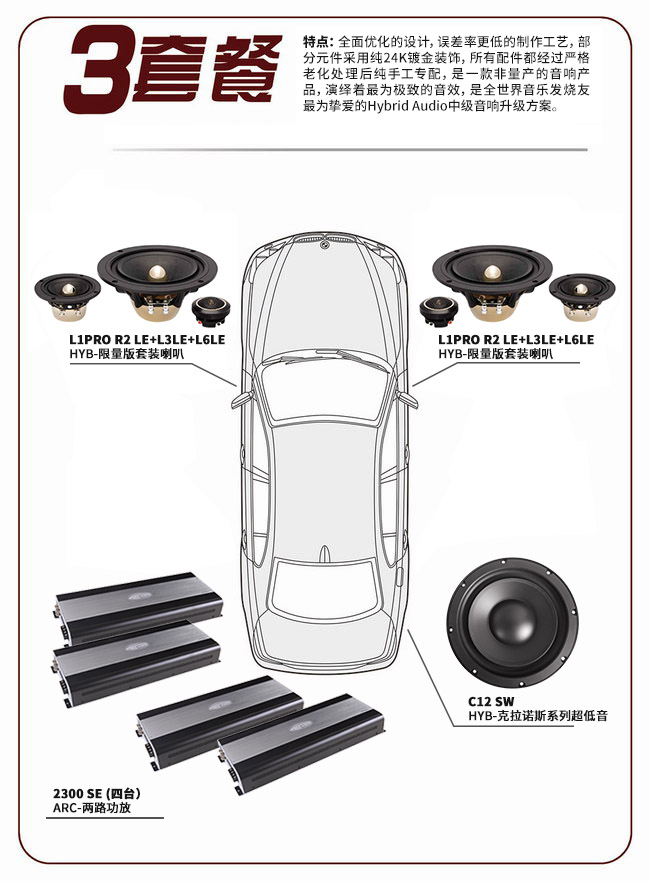 3套餐
特点：全面优化的设计，误差率更低的制作工艺，部
分元件采用纯24K镀金装饰，所有配件都经过严格
老化处理后纯手工专配，是一款非量产的音响产
品，演绎着最为极致的音效，是全世界音乐发烧友
最为挚爱的Hybrid Audio中级音响升级方案。
L1PRO R2 LE+L3LE+L6LE
HYB-限量版套装喇叭
L1PRO R2 LE+L3LE+L6LE
HYB-限量版套装喇叭
C12 SW
HYB-克拉诺斯系列超低音
2300 SE (四台）
ARC-两路功放